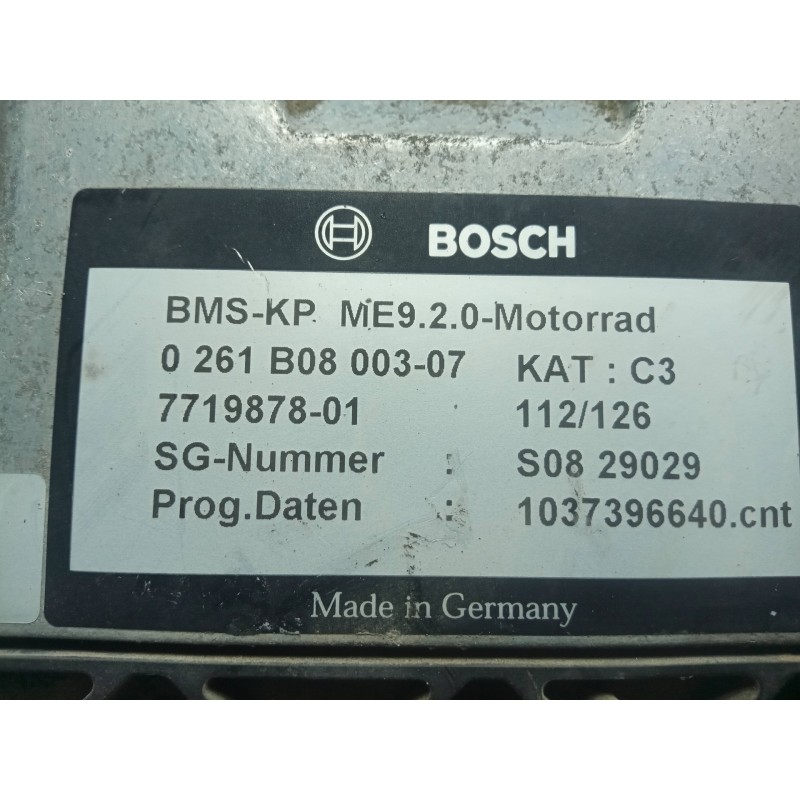 BOSCH
BMS-KP ME9.2.0-Motorrad
0 261 B08 003-07 KAT : C3
7719878-01 112/126
SG-Nummer : S08 29029
Prog.Daten : 1037396640.cnt
Made in Germany